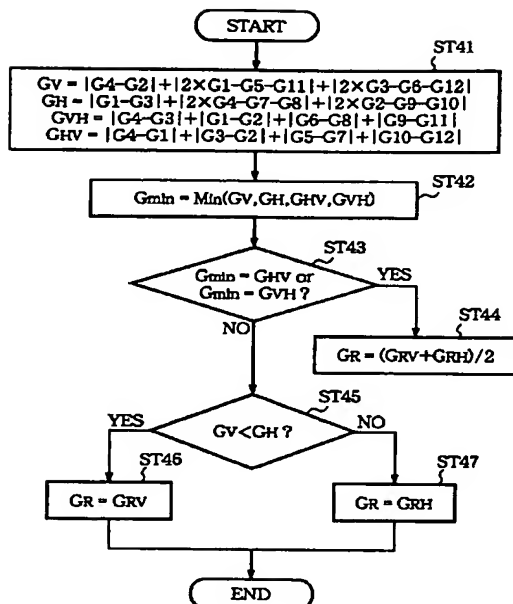 START
ST41
GV = |G4–G2|+|2×G1–G5–G11|+|2×G3–G6–G12|
GH = |G1–G3|+|2×G4–G7–G8|+|2×G2–G9–G10|
GVH = |G4–G3|+|G1–G2|+|G6–G8|+|G9–G11|
GHV = |G4–G1|+|G3–G2|+|G5–G7|+|G10–G12|
ST42
Gmin = Min(GV,GH,GHV,GVH)
ST43
Gmin = GHV or
Gmin = GVH ?
YES
NO
ST44
GR = (GRV+GRH)/2
ST45
GV<GH ?
YES
NO
ST46
GR = GRV
ST47
GR = GRH
END